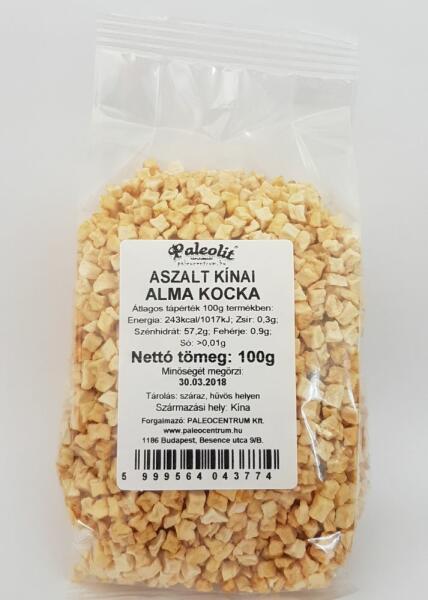 Paleolit
paleocentrum.hu
ASZALT KÍNAI
ALMA KOCKA
Átlagos tápérték 100g termékben:
Energia: 243kcal/1017kJ; Zsír: 0,3g;
Szénhidrát: 57,2g; Fehérje: 0.9g;
Só: >0,01g
Nettó tömeg: 100g
Minőségét megőrzi:
30.03.2018
Tárolás: száraz, hűvös helyen
Származási hely: Kína
Forgalmazó: PALEOCENTRUM Kft.
www.paleocentrum.hu
1186 Budapest, Besence utca 9/B.
5 999564 043774